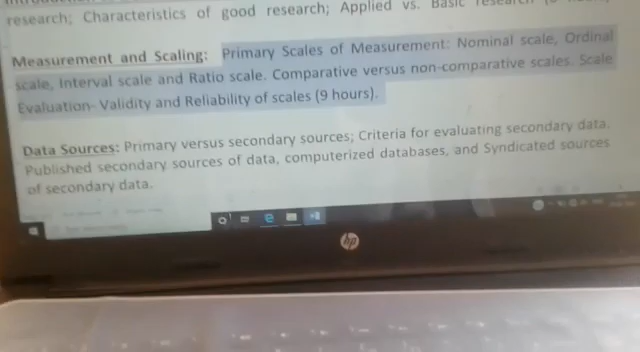 research; Characteristics of good research; Applied vs. Basic
Measurement and Scaling: Primary Scales of Measurement: Nominal scale, Ordinal
scale, Interval scale and Ratio scale. Comparative versus non-comparative scales. Scale
Evaluation- Validity and Reliability of scales (9 hours).
Data Sources: Primary versus secondary sources; Criteria for evaluating secondary data.
Published secondary sources of data, computerized databases, and Syndicated sources
of secondary data.
hp